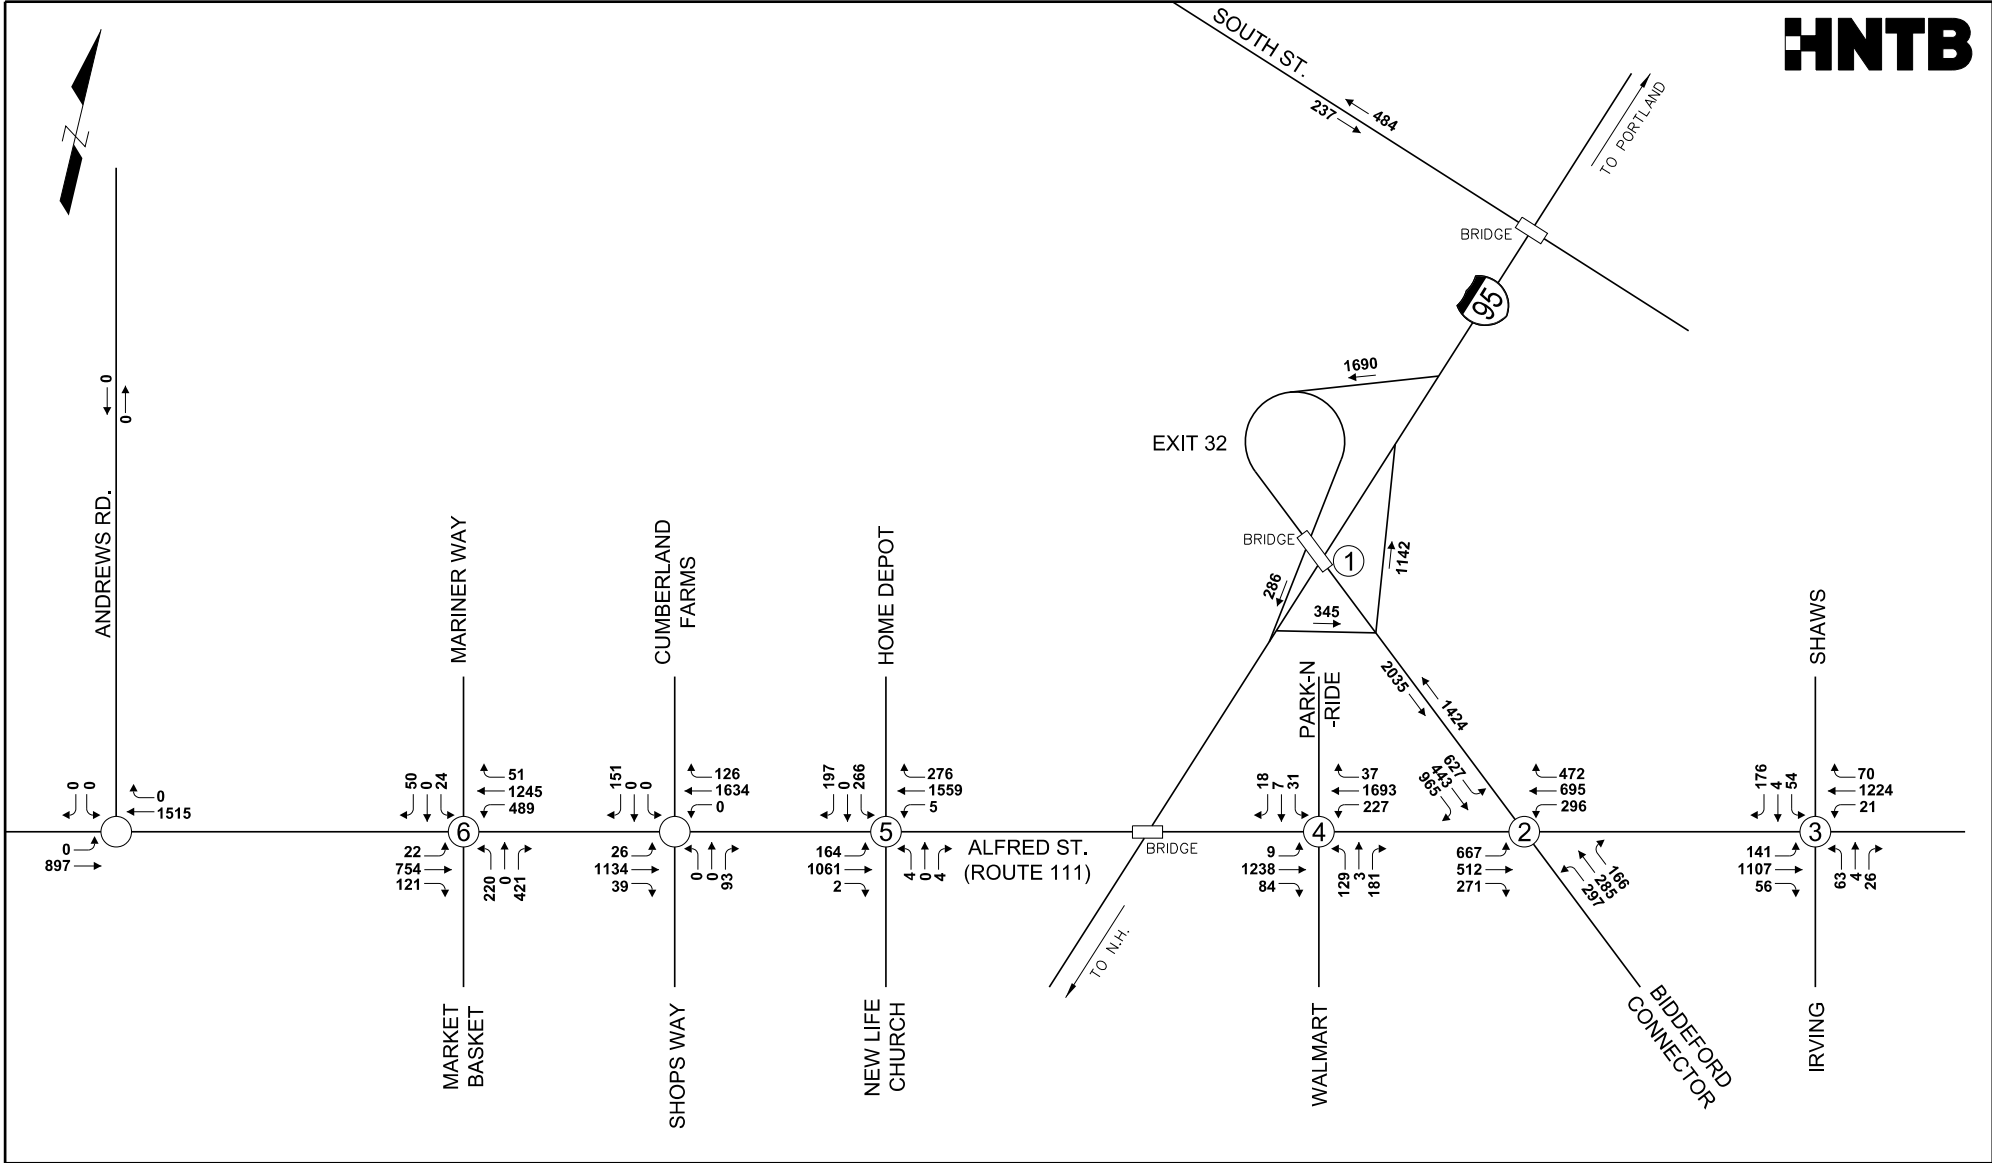 HNTB
SOUTH ST.
237
484
TO PORTLAND
BRIDGE
95
1690
EXIT 32
BRIDGE
1
1142
286
345
2035
1424
ANDREWS RD.
0
0
0 0
0
1515
0
897
MARINER WAY
50 0 24
51
1245
489
6
22
754
121
220 0 421
MARKET
BASKET
CUMBERLAND
FARMS
151 0 0
126
1634
0
26
1134
39
0 0 93
SHOPS WAY
HOME DEPOT
197 0 266
276
1559
5
5
164
1061
2
4 0 4
NEW LIFE
CHURCH
ALFRED ST.
(ROUTE 111)
BRIDGE
TO N.H.
PARK-N
-RIDE
18 7 31
37
1693
227
4
9
1238
84
129 3 181
WALMART
627
443
965
472
695
296
2
667
512
271
166
285
297
BIDDEFORD
CONNECTOR
SHAWS
176 4 54
70
1224
21
3
141
1107
56
63 4 26
IRVING
Z